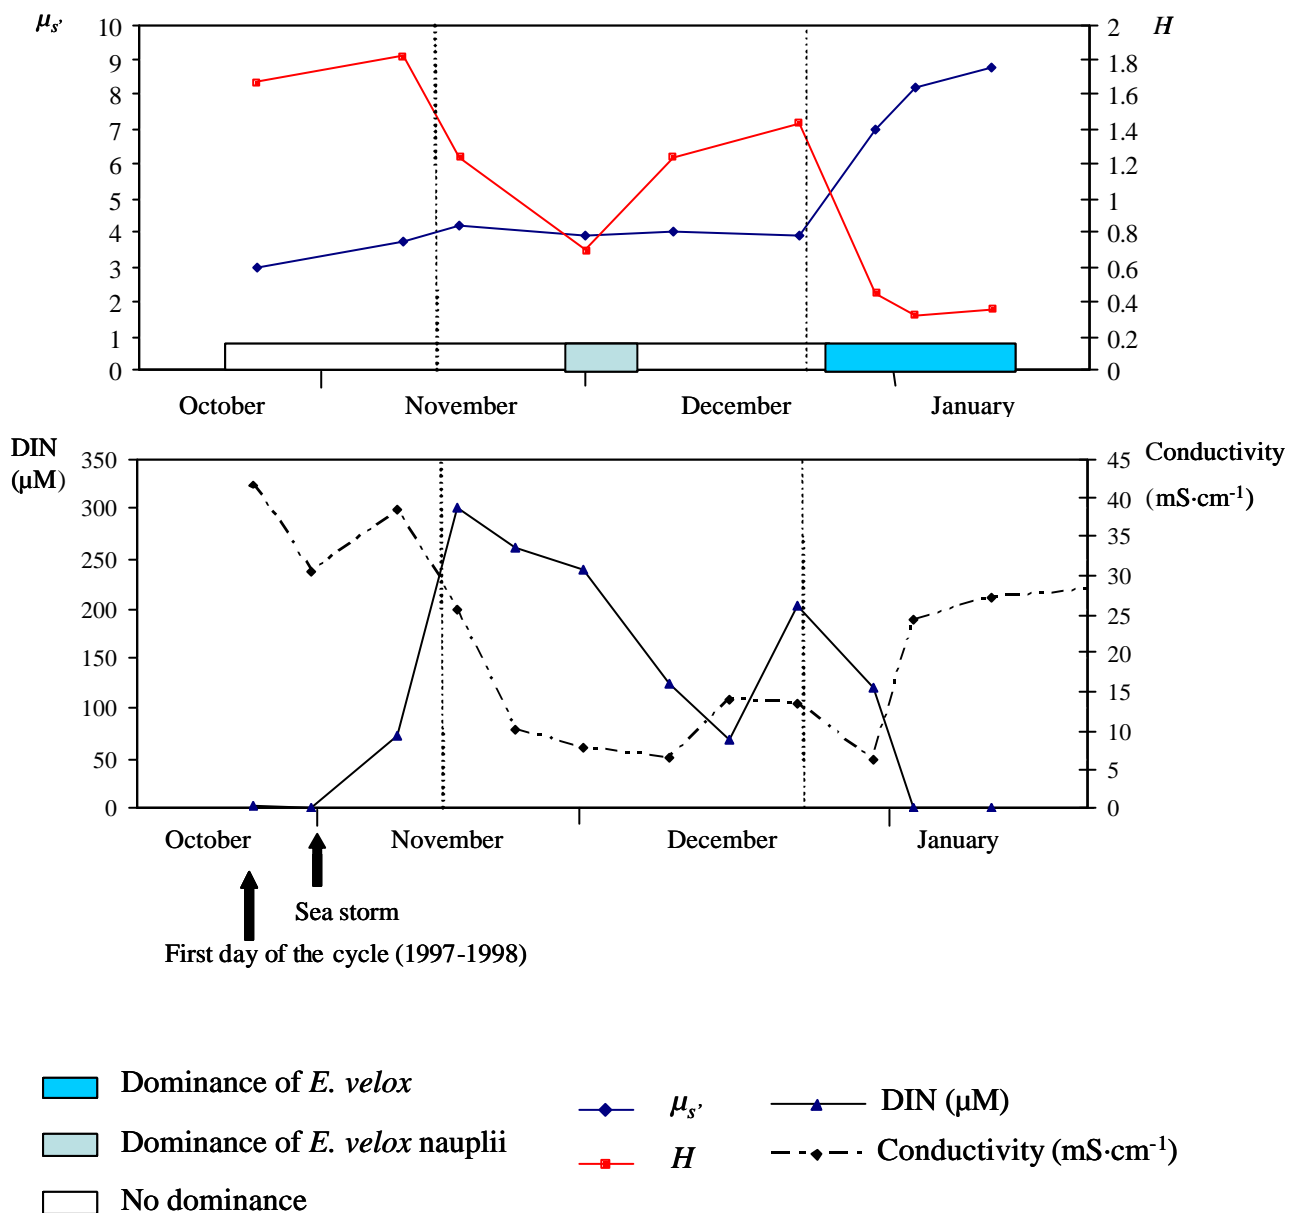 μs' 10 2 H
9 1.8
8 1.6
7 1.4
6 1.2
5 1
4 0.8
3 0.6
2 0.4
1 0.2
0 0
October November December January
DIN (μM)
350 45 Conductivity (mS·cm-1)
300 40
250 35
200 30
150 25
100 20
50 15
0 10
5
0
October November December January
Sea storm
First day of the cycle (1997-1998)
Dominance of E. velox
Dominance of E. velox nauplii
No dominance
μs'
H
DIN (μM)
Conductivity (mS·cm-1)